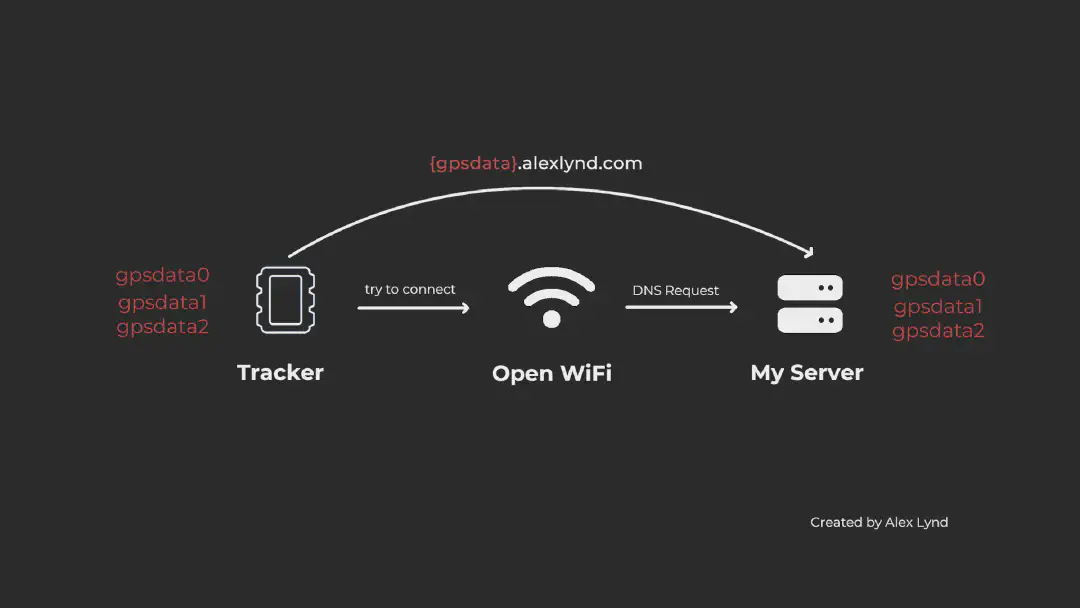 {gpsdata}.alexlynd.com
gpsdata0
gpsdata1
gpsdata2
try to connect
DNS Request
gpsdata0
gpsdata1
gpsdata2
Tracker
Open WiFi
My Server
Created by Alex Lynd